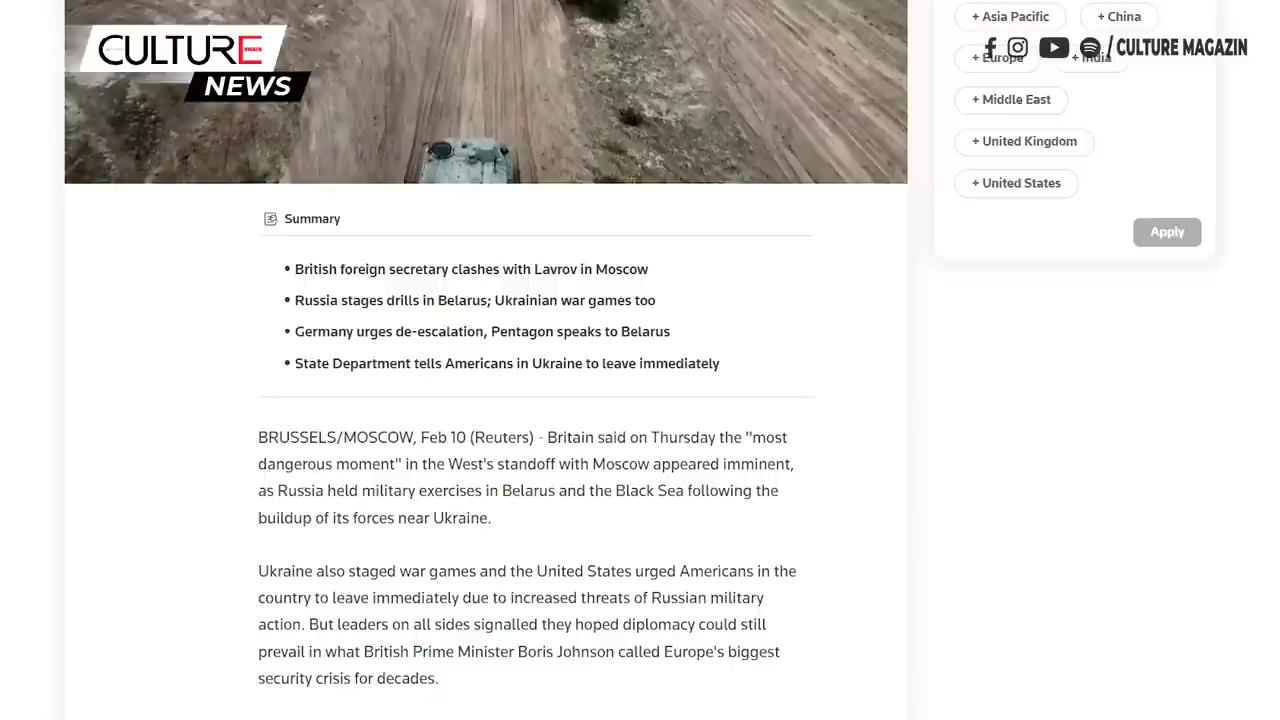 + Asia Pacific
+ China
CULTURE
/ CULTURE MAGAZIN
+ Europe
+ India
NEWS
+ Middle East
+ United Kingdom
+ United States
Summary
Apply
• British foreign secretary clashes with Lavrov in Moscow
• Russia stages drills in Belarus; Ukrainian war games too
• Germany urges de-escalation, Pentagon speaks to Belarus
• State Department tells Americans in Ukraine to leave immediately
BRUSSELS/MOSCOW, Feb 10 (Reuters) - Britain said on Thursday the "most
dangerous moment" in the West's standoff with Moscow appeared imminent,
as Russia held military exercises in Belarus and the Black Sea following the
buildup of its forces near Ukraine.
Ukraine also staged war games and the United States urged Americans in the
country to leave immediately due to increased threats of Russian military
action. But leaders on all sides signalled they hoped diplomacy could still
prevail in what British Prime Minister Boris Johnson called Europe's biggest
security crisis for decades.